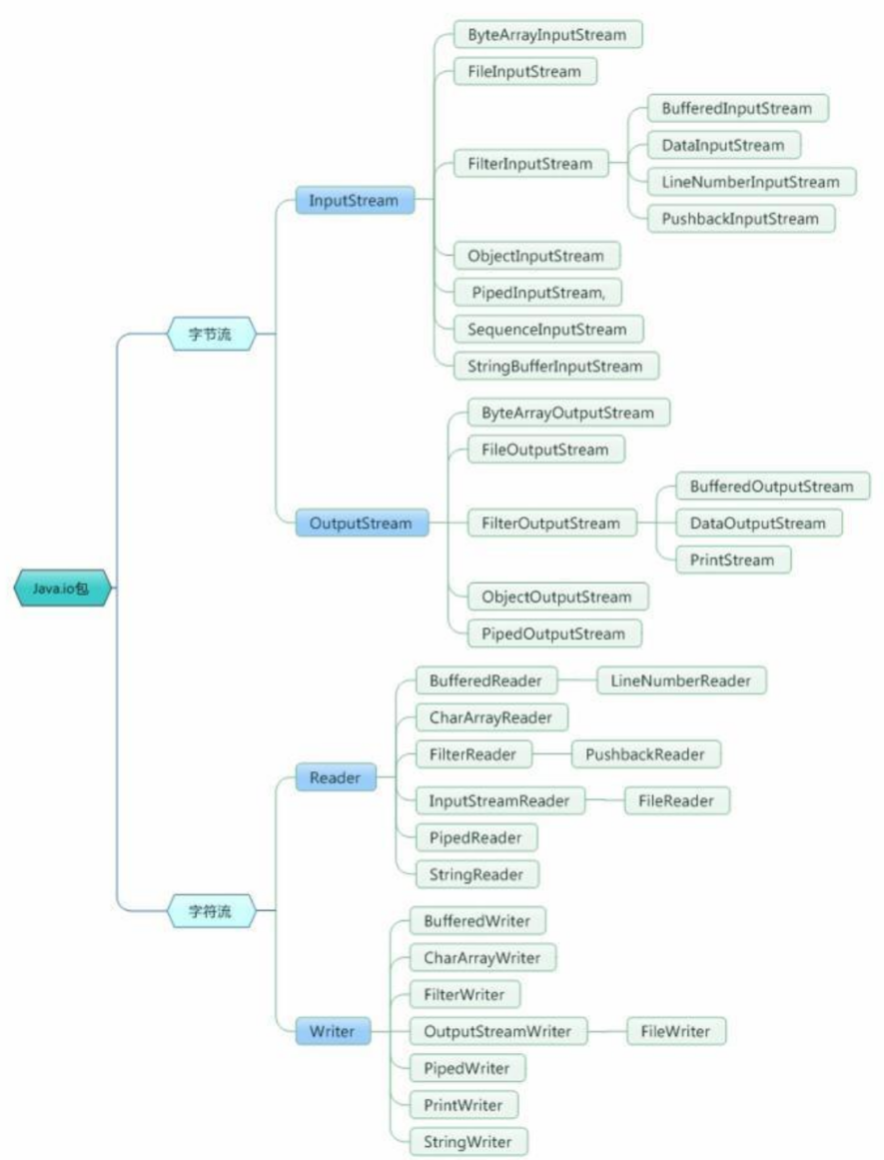 Java.io包
字节流
InputStream
ByteArrayInputStream
FileInputStream
FilterInputStream
BufferedInputStream
DataInputStream
LineNumberInputStream
PushbackInputStream
ObjectInputStream
PipedInputStream,
SequenceInputStream
StringBufferInputStream
OutputStream
ByteArrayOutputStream
FileOutputStream
FilterOutputStream
BufferedOutputStream
DataOutputStream
PrintStream
ObjectOutputStream
PipedOutputStream
字符流
Reader
BufferedReader
LineNumberReader
CharArrayReader
FilterReader
PushbackReader
InputStreamReader
FileReader
PipedReader
StringReader
Writer
BufferedWriter
CharArrayWriter
FilterWriter
OutputStreamWriter
FileWriter
PipedWriter
PrintWriter
StringWriter